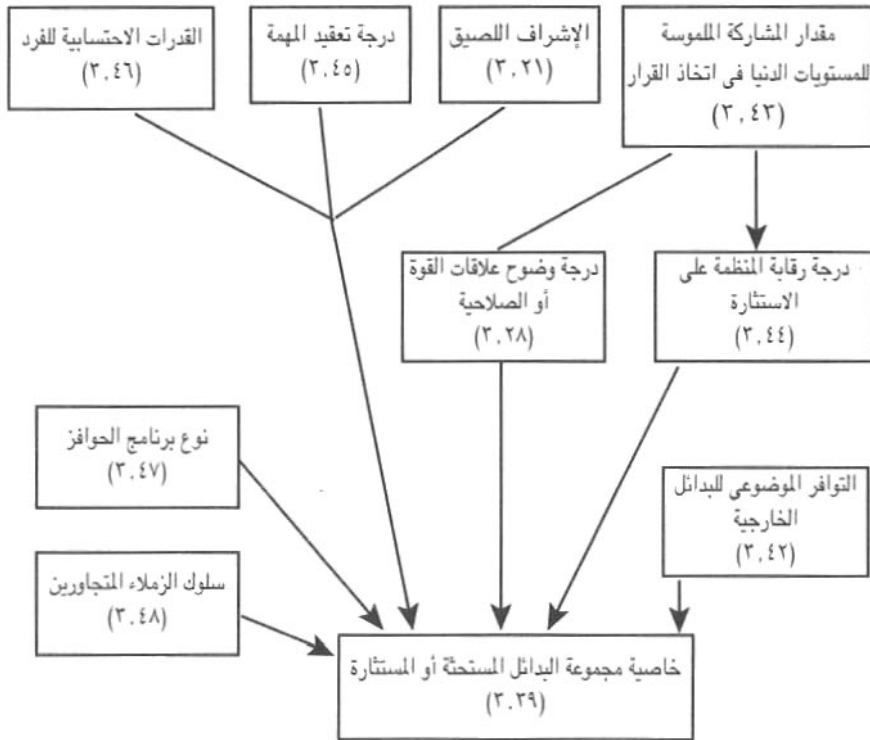 مقدار المشاركة الملموسة
للمستويات الدنيا فى اتخاذ القرار
(٣,٤٣)
الإشراف اللصيق
(٣,٢١)
درجة تعقيد المهمة
(٣,٤٥)
القدرات الاحتسابية للفرد
(٣,٤٦)
درجة رقابة المنظمة على
الاستثارة
(٣,٤٤)
درجة وضوح علاقات القوة
أو الصلاحية
(٣,٢٨)
نوع برنامج الحوافز
(٣,٤٧)
التوافر الموضوعى للبدائل
الخارجية
(٣,٤٢)
سلوك الزملاء المتجاورين
(٣,٤٨)
خاصية مجموعة البدائل المستحثة أو المستثارة
(٣,٣٩)